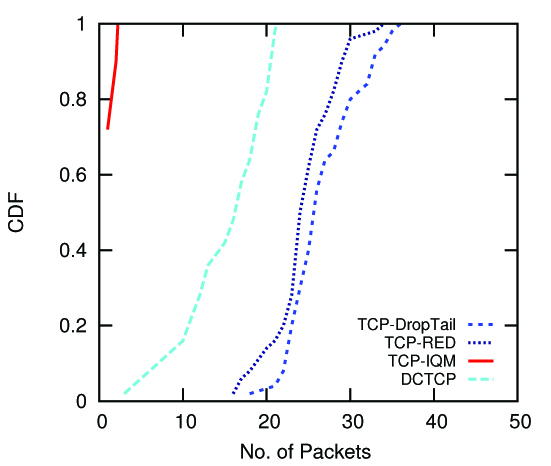 1
0.8
0.6
0.4
0.2
0
CDF
TCP-DropTail
TCP-RED
TCP-IQM
DCTCP
0 10 20 30 40 50
No. of Packets